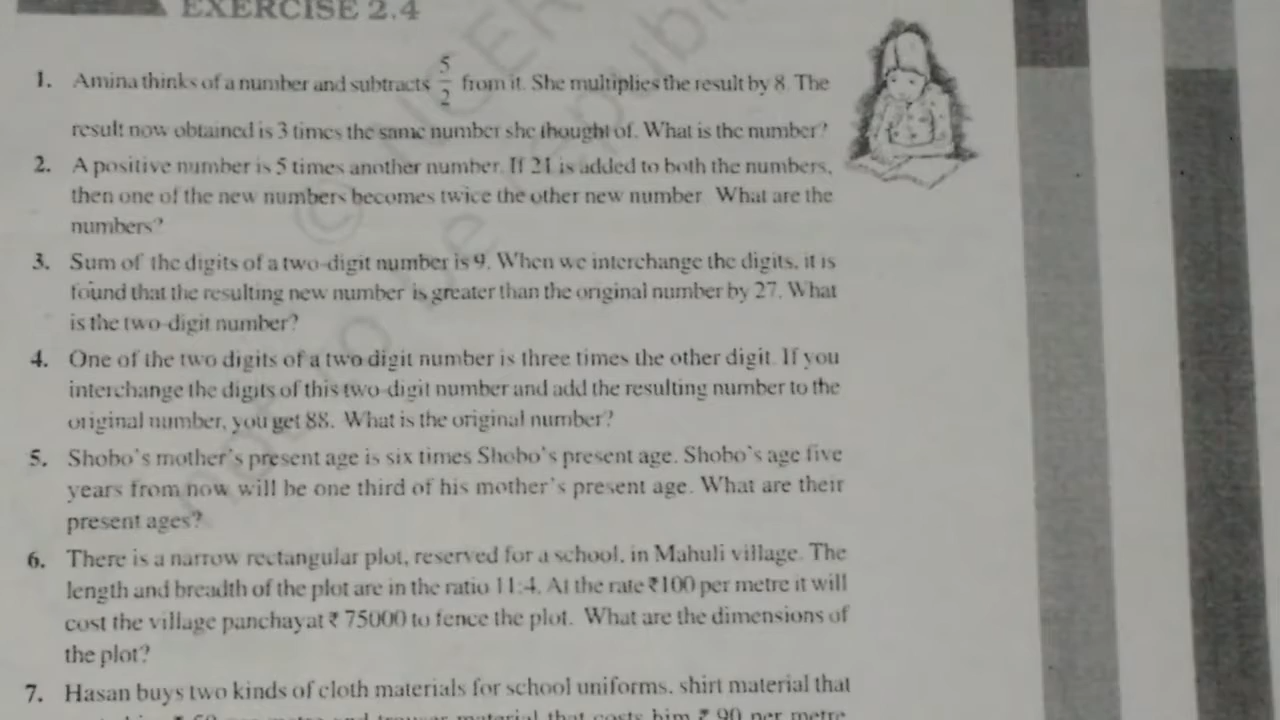 EXERCISE 2.4
1. Amina thinks of a number and subtracts 5/2 from it. She multiplies the result by 8. The
result now obtained is 3 times the same number she thought of. What is the number?
2. A positive number is 5 times another number. If 21 is added to both the numbers,
then one of the new numbers becomes twice the other new number. What are the
numbers?
3. Sum of the digits of a two-digit number is 9. When we interchange the digits, it is
found that the resulting new number is greater than the original number by 27. What
is the two-digit number?
4. One of the two digits of a two digit number is three times the other digit. If you
interchange the digits of this two-digit number and add the resulting number to the
original number, you get 88. What is the original number?
5. Shobo's mother's present age is six times Shobo's present age. Shobo's age five
years from now will be one third of his mother's present age. What are their
present ages?
6. There is a narrow rectangular plot, reserved for a school, in Mahuli village. The
length and breadth of the plot are in the ratio 11:4. At the rate ₹100 per metre it will
cost the village panchayat ₹ 75000 to fence the plot. What are the dimensions of
the plot?
7. Hasan buys two kinds of cloth materials for school uniforms, shirt material that
per metre and trouser material that costs him ₹ 90 per metre